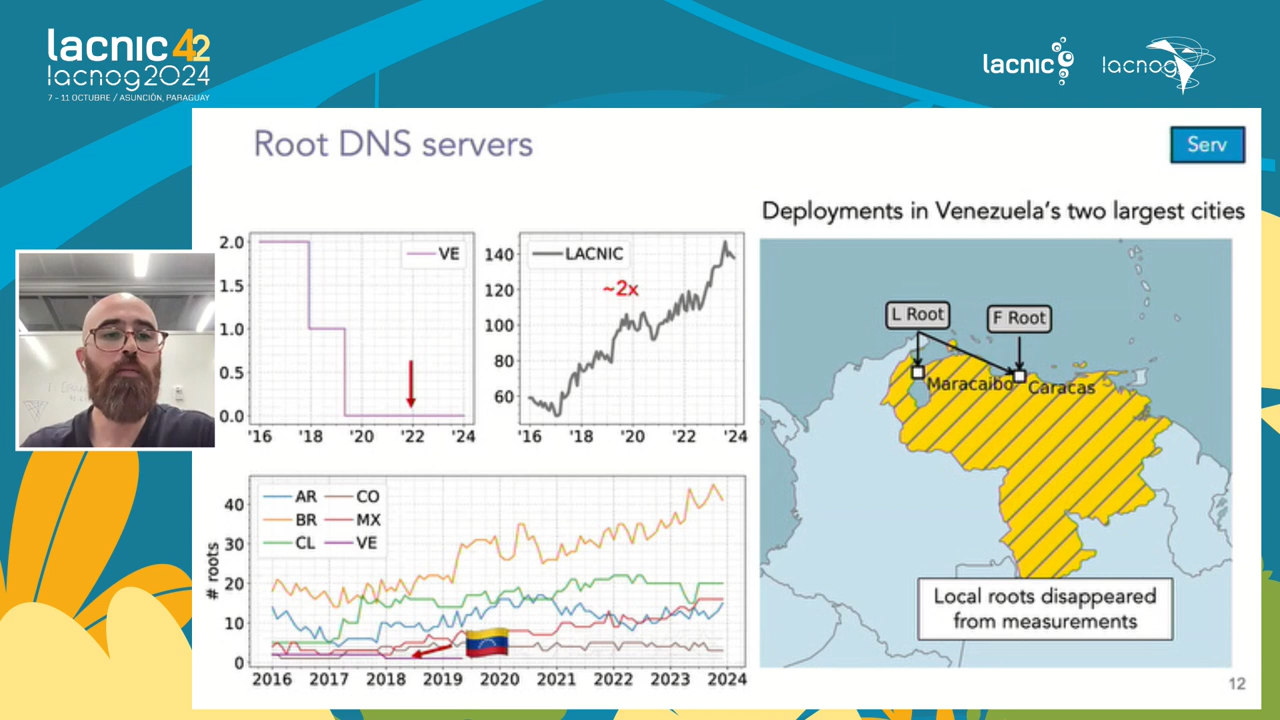 lacnic 42
lacnog2024
7 - 11 OCTUBRE / ASUNCIÓN, PARAGUAY
lacnic
lacnog
Root DNS servers
Serv
2.0
1.5
1.0
0.5
0.0
VE
'16 '18 '20 '22 '24
140
120
100
80
60
LACNIC
~2x
'16 '18 '20 '22 '24
# roots
40
30
20
10
0
AR CO
BR MX
CL VE
2016 2017 2018 2019 2020 2021 2022 2023 2024
Deployments in Venezuela's two largest cities
L Root
F Root
Maracaibo
Caracas
Local roots disappeared
from measurements
12